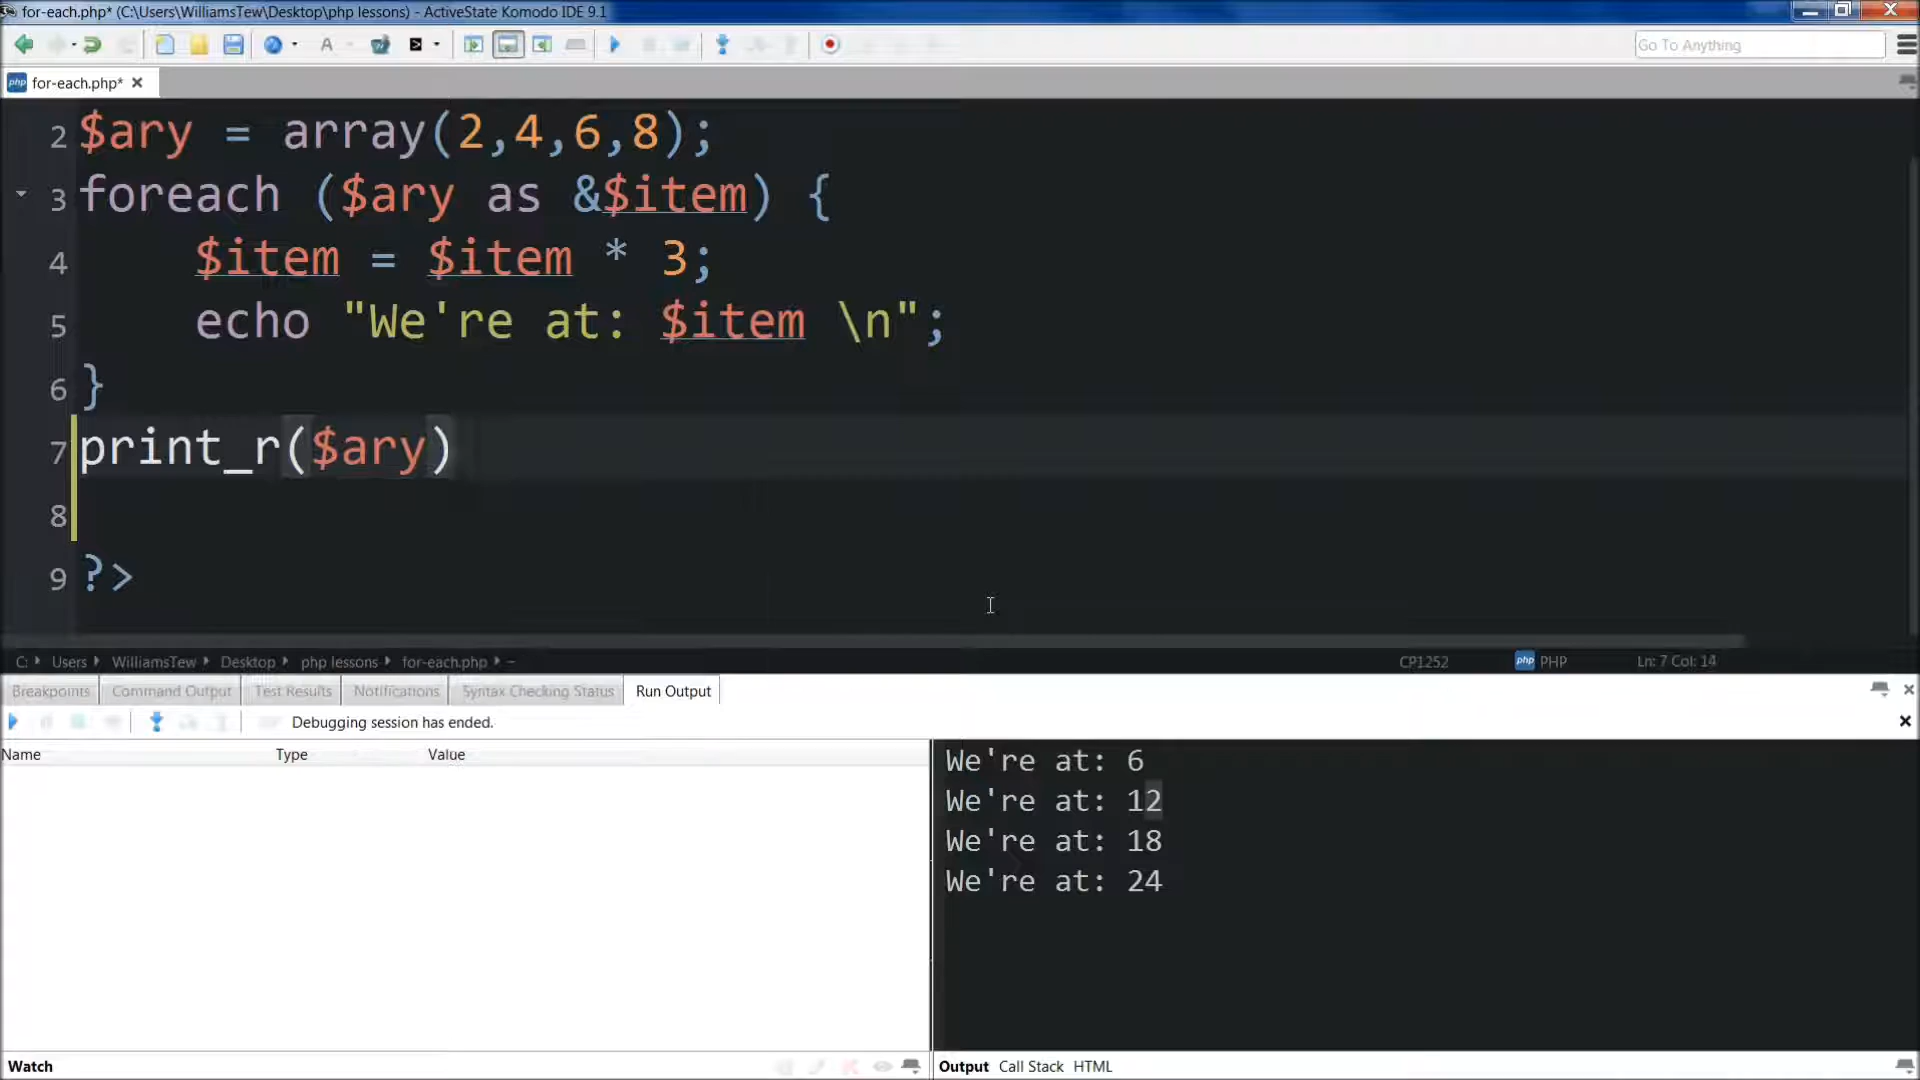 for-each.php* (C:\Users\WilliamsTew\Desktop\php lessons) - ActiveState Komodo IDE 9.1
Go To Anything
php for-each.php*
2 $ary = array(2,4,6,8);
3 foreach ($ary as &$item) {
4 $item = $item * 3;
5 echo "We're at: $item \n";
6 }
7 print_r($ary)
8
9 ?>
C: Users WilliamsTew Desktop php lessons for-each.php
CP1252 php PHP Ln: 7 Col: 14
Breakpoints Command Output Test Results Notifications Syntax Checking Status Run Output
Debugging session has ended.
Name Type Value
We're at: 6
We're at: 12
We're at: 18
We're at: 24
Watch
Output Call Stack HTML